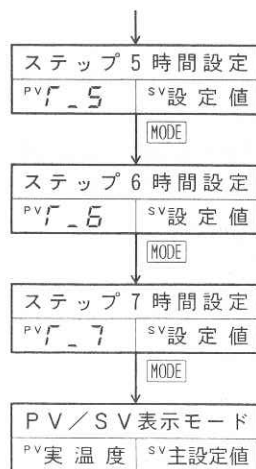 ステップ5時間設定
PV Γ_5 SV設定値
MODE
ステップ6時間設定
PV Γ_6 SV設定値
MODE
ステップ7時間設定
PV Γ_7 SV設定値
MODE
PV/SV表示モード
PV実温度 SV主設定値